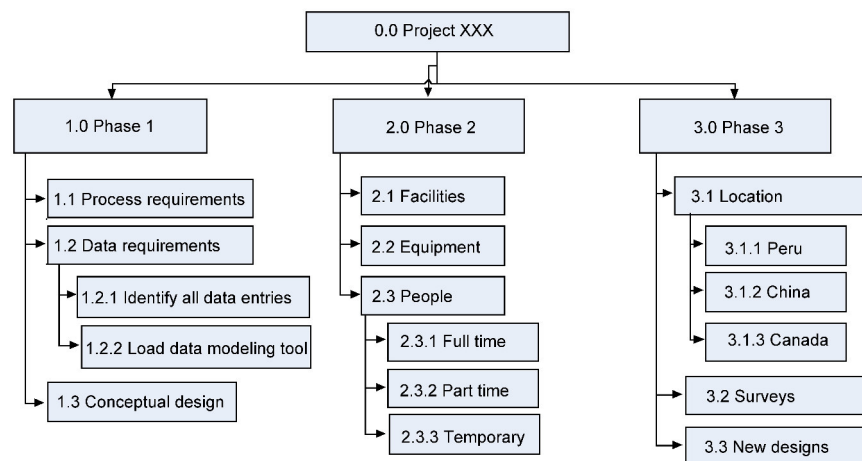 0.0 Project XXX
1.0 Phase 1
1.1 Process requirements
1.2 Data requirements
1.2.1 Identify all data entries
1.2.2 Load data modeling tool
1.3 Conceptual design
2.0 Phase 2
2.1 Facilities
2.2 Equipment
2.3 People
2.3.1 Full time
2.3.2 Part time
2.3.3 Temporary
3.0 Phase 3
3.1 Location
3.1.1 Peru
3.1.2 China
3.1.3 Canada
3.2 Surveys
3.3 New designs